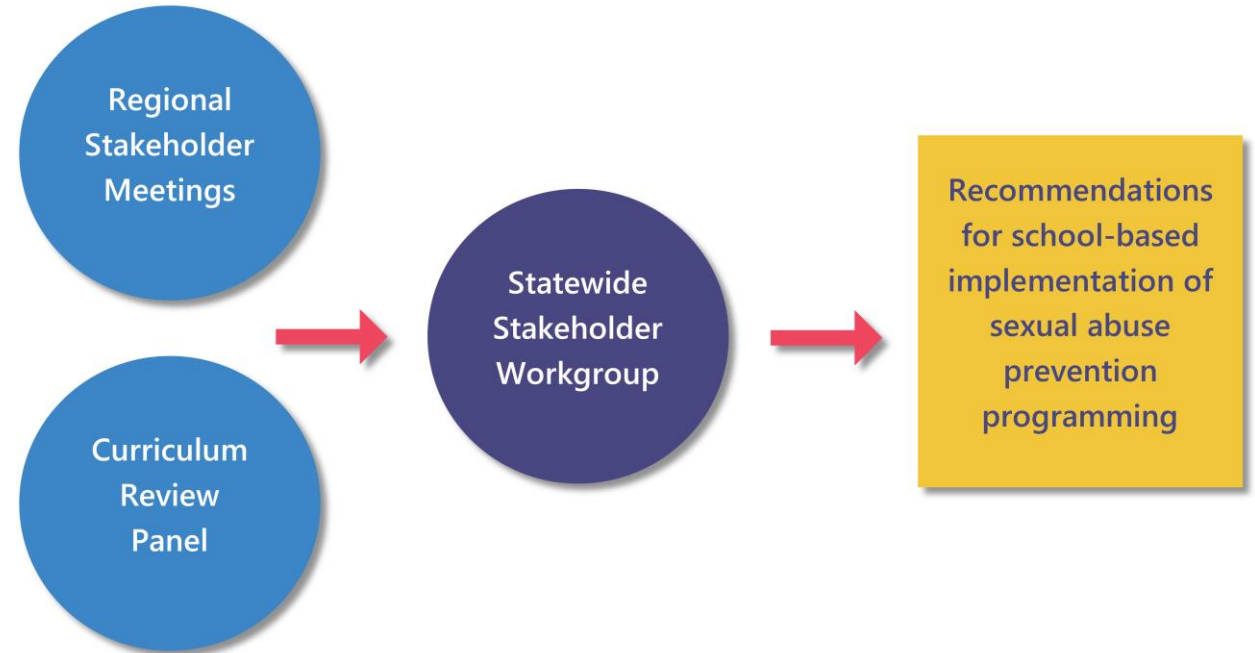 Regional
Stakeholder
Meetings
Curriculum
Review
Panel
Statewide
Stakeholder
Workgroup
Recommendations
for school-based
implementation of
sexual abuse
prevention
programming